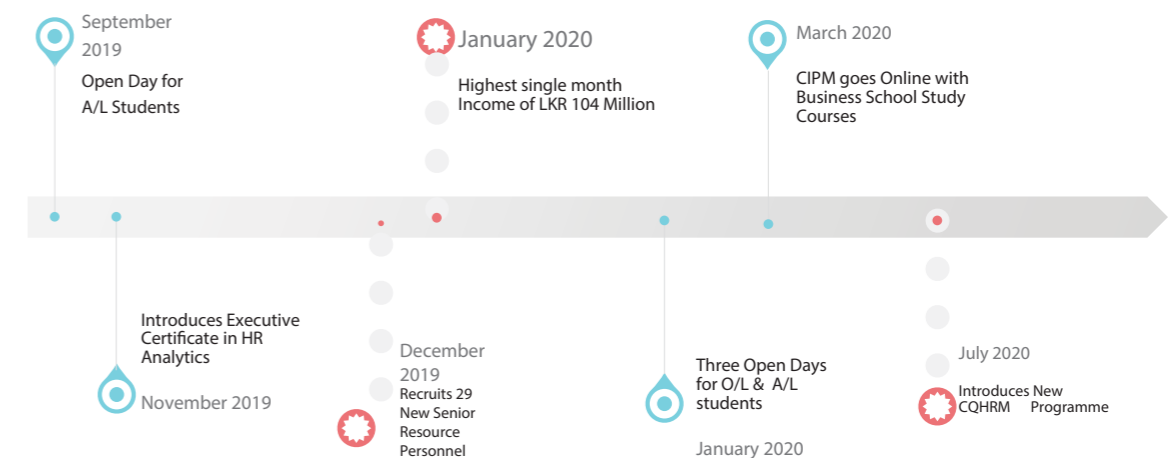 September
2019
Open Day for
A/L Students
January 2020
Highest single month
Income of LKR 104 Million
March 2020
CIPM goes Online with
Business School Study
Courses
Introduces Executive
Certificate in HR
Analytics
November 2019
December
2019
Recruits 29
New Senior
Resource
Personnel
Three Open Days
for O/L & A/L
students
January 2020
July 2020
Introduces New
CQHRM Programme